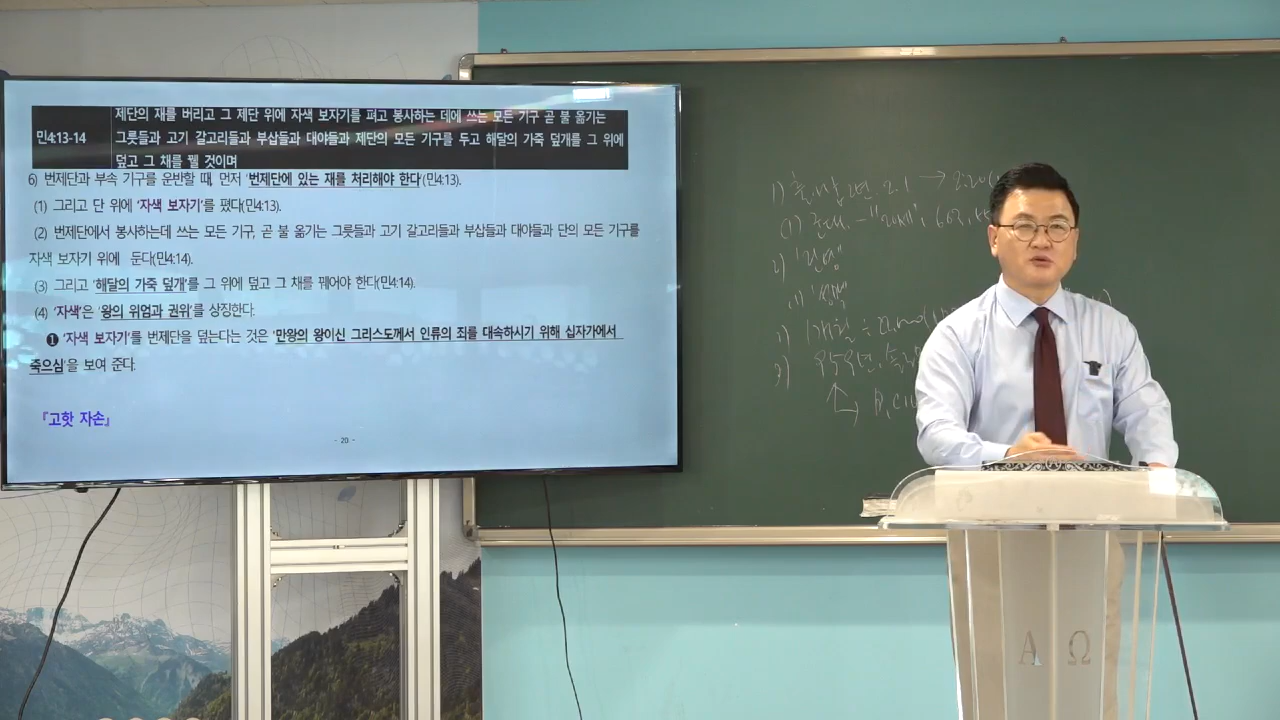 제단의 재를 버리고 그 제단 위에 자색 보자기를 펴고 봉사하는 데에 쓰는 모든 기구 곧 불 옮기는
민4:13-14
그릇들과 고기 갈고리들과 부삽들과 대야들과 제단의 모든 기구를 두고 해달의 가죽 덮개를 그 위에
덮고 그 채를 꿸 것이며
6) 번제단과 부속 기구를 운반할 때, 먼저 '번제단에 있는 재를 처리해야 한다'(민4:13).
(1) 그리고 단 위에 '자색 보자기'를 폈다(민4:13).
(2) 번제단에서 봉사하는데 쓰는 모든 기구, 곧 불 옮기는 그릇들과 고기 갈고리들과 부삽들과 대야들과 단의 모든 기구를
자색 보자기 위에 둔다(민4:14).
(3) 그리고 '해달의 가죽 덮개'를 그 위에 덮고 그 채를 꿰어야 한다(민4:14).
(4) '자색'은 '왕의 위엄과 권위'를 상징한다.
❶ '자색 보자기'를 번제단을 덮는다는 것은 '만왕의 왕이신 그리스도께서 인류의 죄를 대속하시기 위해 십자가에서
죽으심'을 보여 준다.
『고핫 자손』
- 20 -
Α Ω